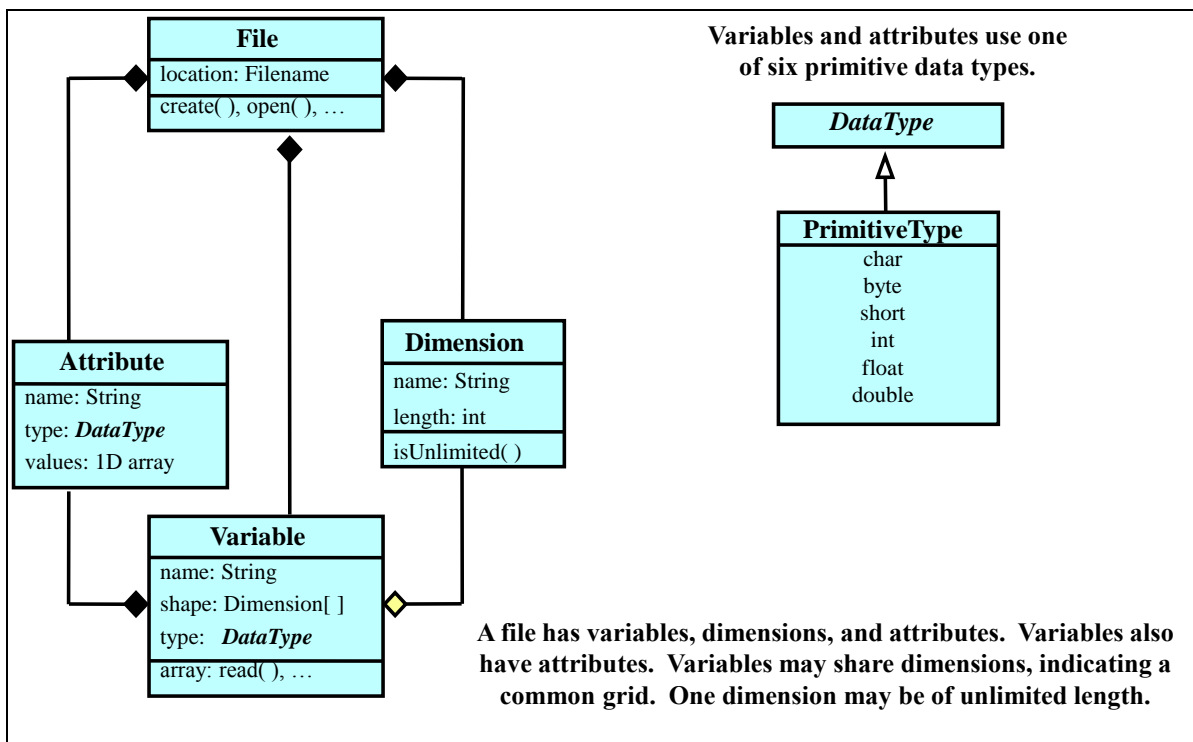 File
location: Filename
create( ), open( ), …
Attribute
name: String
type: DataType
values: 1D array
Dimension
name: String
length: int
isUnlimited( )
Variable
name: String
shape: Dimension[ ]
type: DataType
array: read( ), …
Variables and attributes use one
of six primitive data types.
DataType
PrimitiveType
char
byte
short
int
float
double
A file has variables, dimensions, and attributes. Variables also
have attributes. Variables may share dimensions, indicating a
common grid. One dimension may be of unlimited length.